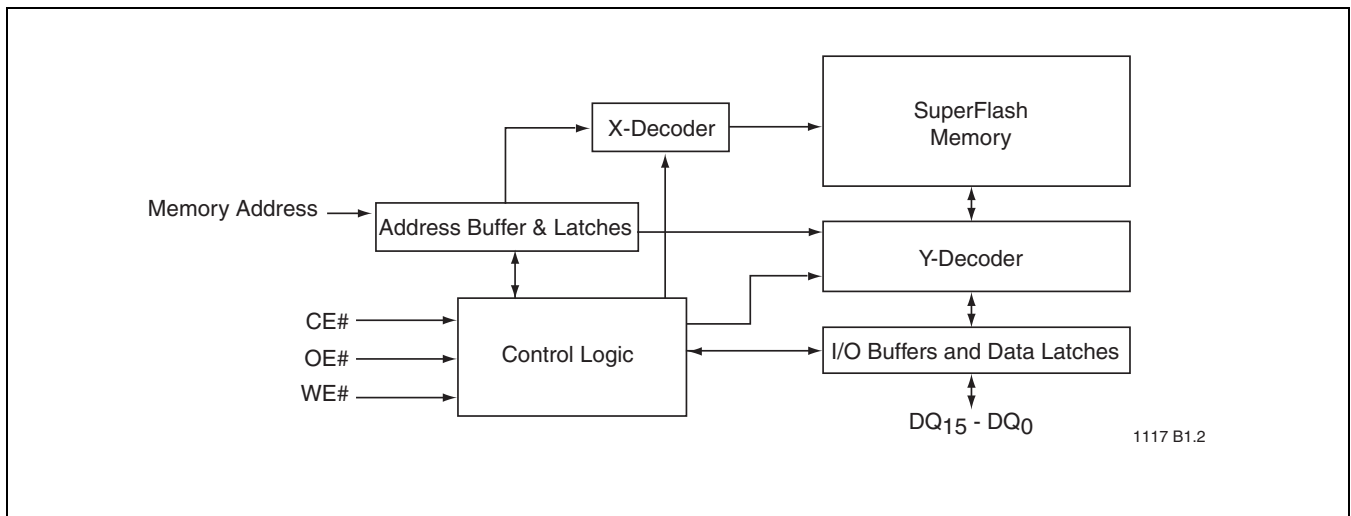 SuperFlash
Memory
X-Decoder
Memory Address
Address Buffer & Latches
Y-Decoder
CE#
OE#
WE#
Control Logic
I/O Buffers and Data Latches
DQ15 - DQ0
1117 B1.2